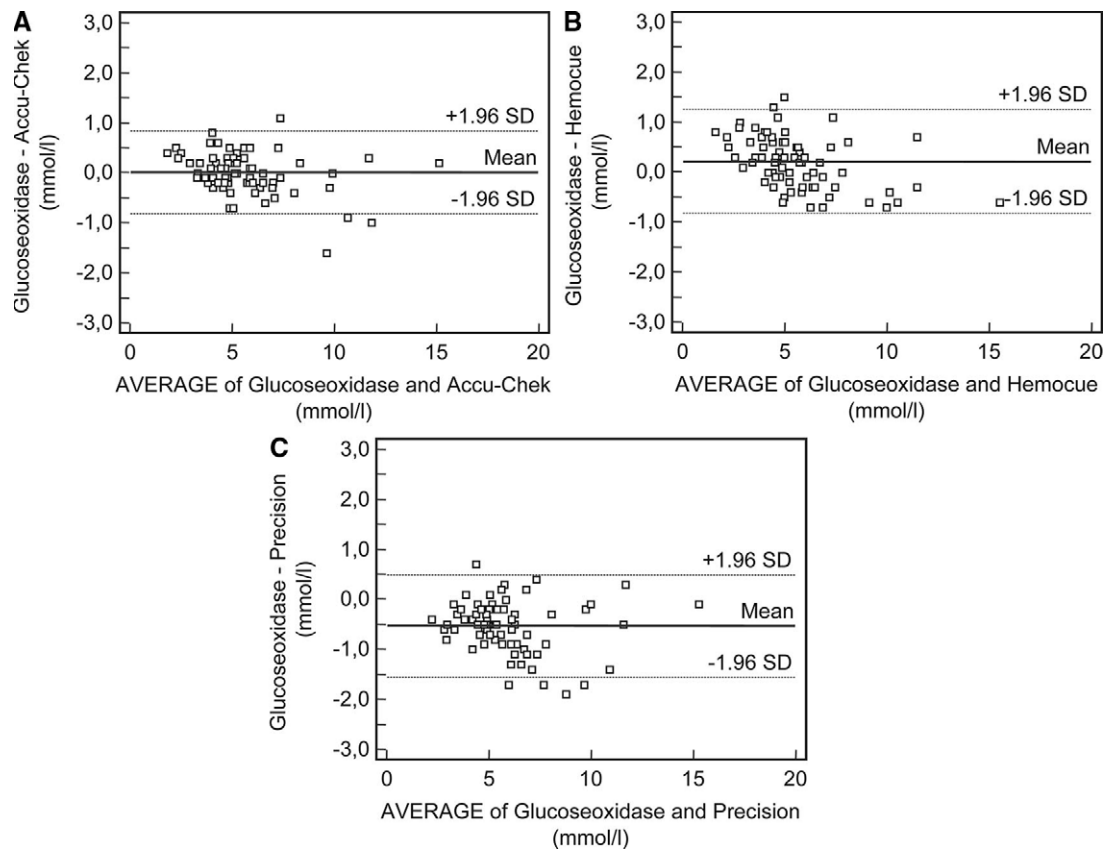 A
Glucoseoxidase - Accu-Chek
(mmol/l)
3,0
2,0
1,0
0,0
-1,0
-2,0
-3,0
+1.96 SD
Mean
-1.96 SD
0
5
10
15
20
AVERAGE of Glucoseoxidase and Accu-Chek
(mmol/l)
B
Glucoseoxidase - Hemocue
(mmol/l)
3,0
2,0
1,0
0,0
-1,0
-2,0
-3,0
+1.96 SD
Mean
-1.96 SD
0
5
10
15
20
AVERAGE of Glucoseoxidase and Hemocue
(mmol/l)
C
Glucoseoxidase - Precision
(mmol/l)
3,0
2,0
1,0
0,0
-1,0
-2,0
-3,0
+1.96 SD
Mean
-1.96 SD
0
5
10
15
20
AVERAGE of Glucoseoxidase and Precision
(mmol/l)